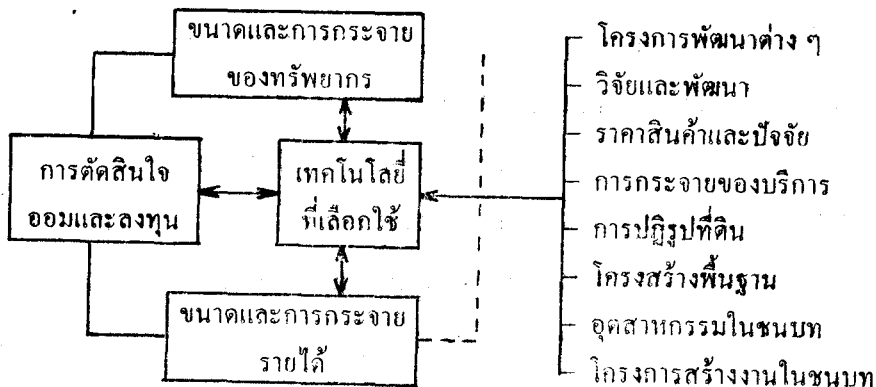 ขนาดและการกระจาย
ของทรัพยากร
การตัดสินใจ
ออมและลงทุน
เทคโนโลยี่
ที่เลือกใช้
ขนาดและการกระจาย
รายได้
โครงการพัฒนาต่าง ๆ
วิจัยและพัฒนา
ราคาสินค้าและปัจจัย
การกระจายของบริการ
การปฏิรูปที่ดิน
โครงสร้างพื้นฐาน
อุตสาหกรรมในชนบท
โครงการสร้างงานในชนบท